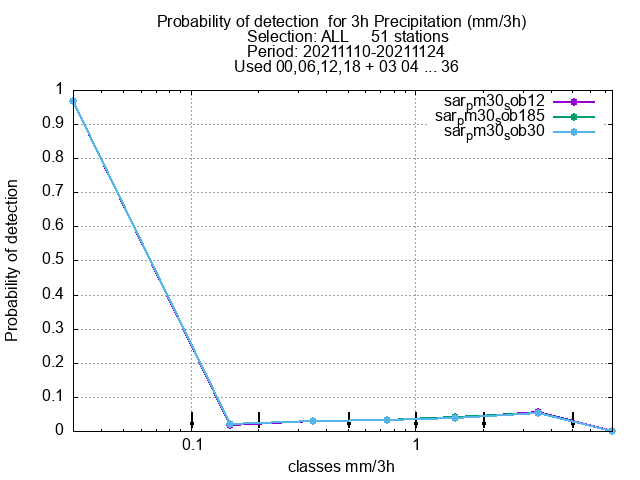 Probability of detection  for 3h Precipitation (mm/3h)
Selection: ALL     51 stations
Period: 20211110-20211124
Used 00,06,12,18 + 03 04 ... 36
sar_pm30_sob12
sar_pm30_sob185
sar_pm30_sob30
1
0.9
0.8
0.7
0.6
0.5
0.4
0.3
0.2
0.1
0
Probability of detection
0.1 1
classes mm/3h